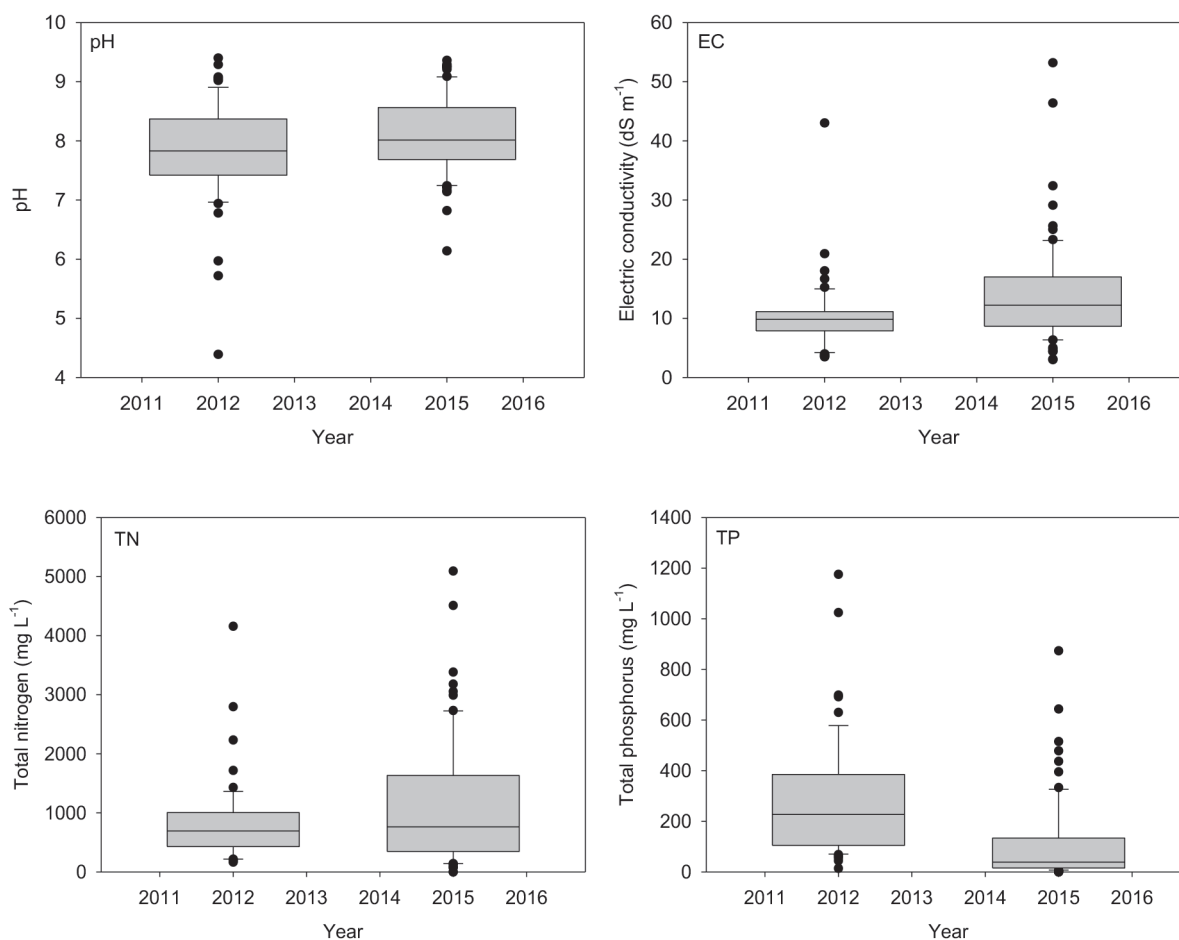 pH
10
9
8
7
6
5
4
pH
2011 2012 2013 2014 2015 2016
Year
EC
60
50
40
30
20
10
0
Electric conductivity (dS m⁻¹)
2011 2012 2013 2014 2015 2016
Year
TN
6000
5000
4000
3000
2000
1000
0
Total nitrogen (mg L⁻¹)
2011 2012 2013 2014 2015 2016
Year
TP
1400
1200
1000
800
600
400
200
0
Total phosphorus (mg L⁻¹)
2011 2012 2013 2014 2015 2016
Year